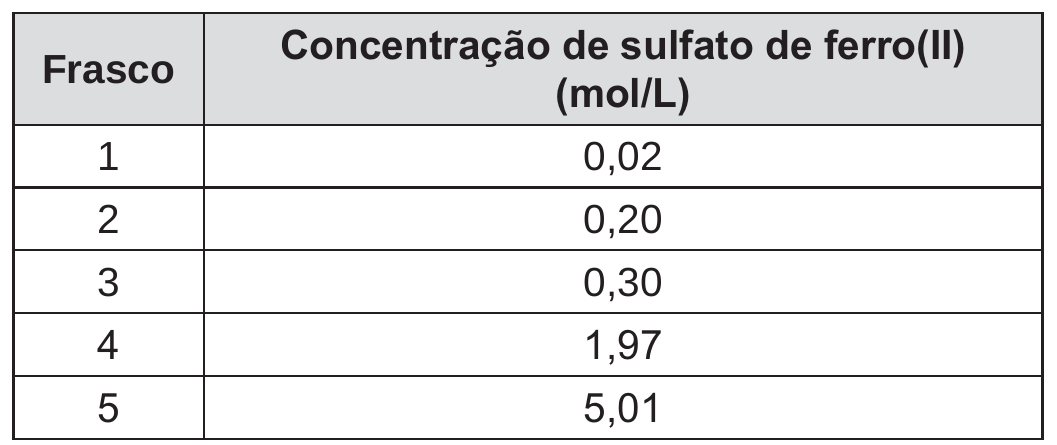 Frasco
Concentração de sulfato de ferro(II)
(mol/L)
1 0,02
2 0,20
3 0,30
4 1,97
5 5,01